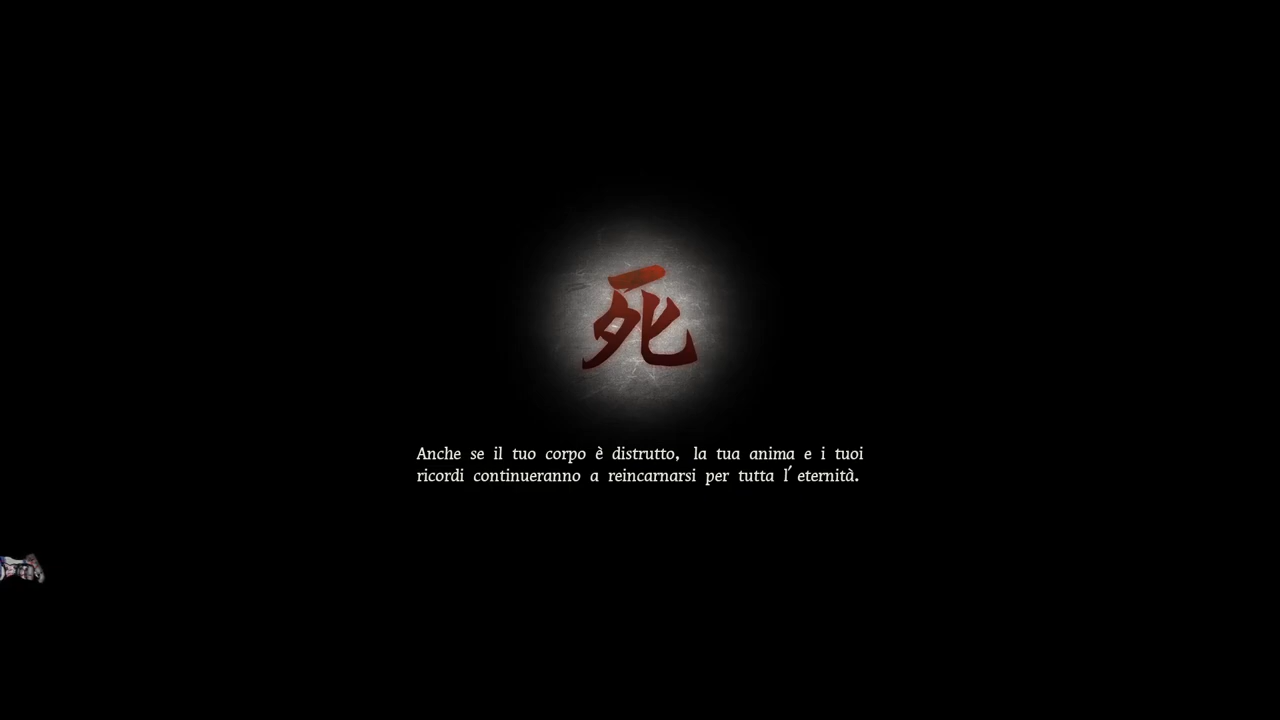 死
Anche se il tuo corpo è distrutto, la tua anima e i tuoi
ricordi continueranno a reincarnarsi per tutta l'eternità.